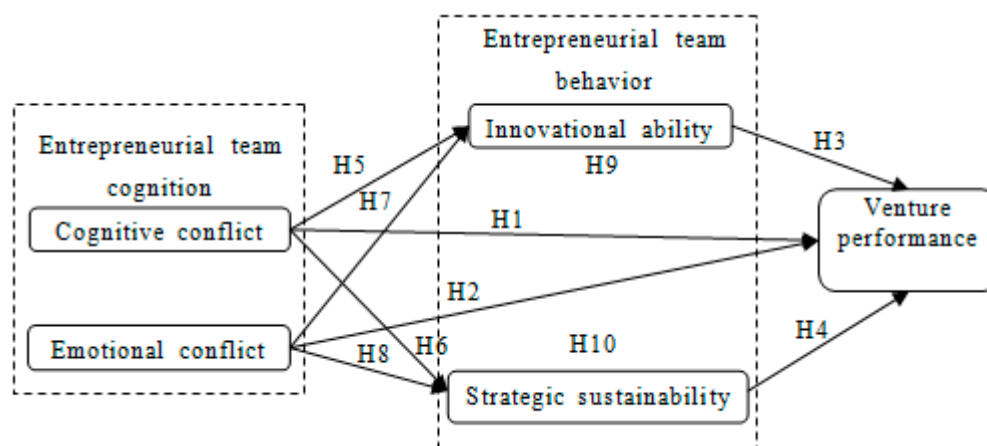 Entrepreneurial team
behavior
Innovational ability
H9
H3
Entrepreneurial team
cognition
H5
H7
Cognitive conflict
H1
Venture
performance
H2
Emotional conflict
H8
H6
H10
H4
Strategic sustainability